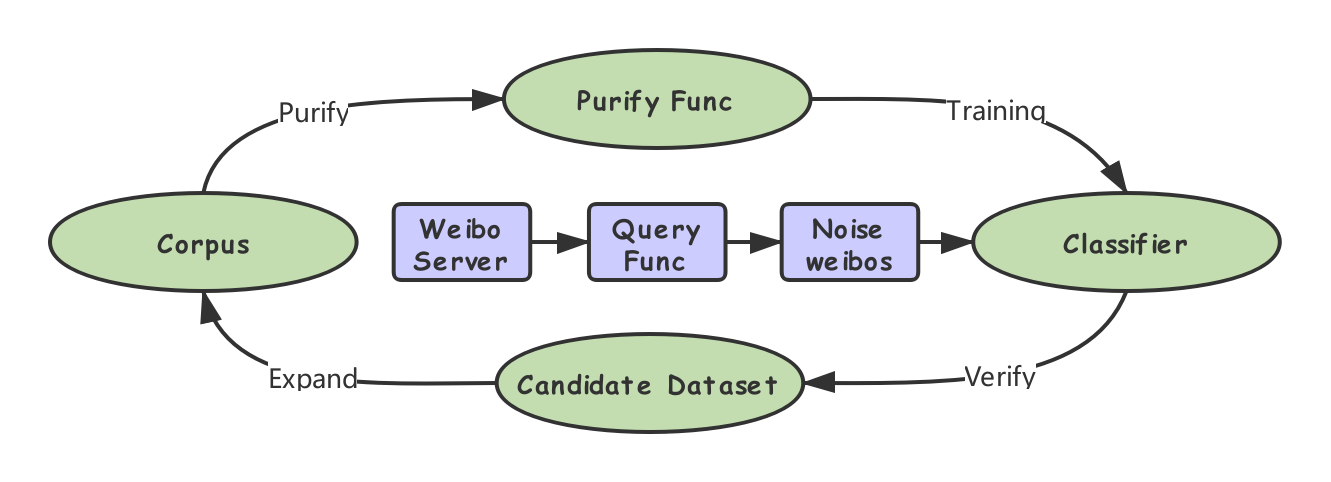 Purify Func
Purify
Training
Corpus
Weibo
Server
Query
Func
Noise
weibos
Classifier
Expand
Candidate Dataset
Verify